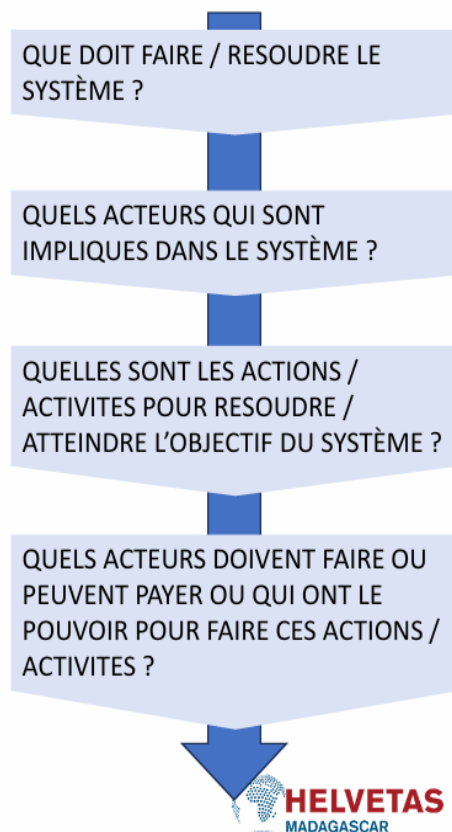 QUE DOIT FAIRE / RESOUDRE LE
SYSTÈME ?
QUELS ACTEURS QUI SONT
IMPLIQUES DANS LE SYSTÈME ?
QUELLES SONT LES ACTIONS /
ACTIVITES POUR RESOUDRE /
ATTEINDRE L’OBJECTIF DU SYSTÈME ?
QUELS ACTEURS DOIVENT FAIRE OU
PEUVENT PAYER OU QUI ONT LE
POUVOIR POUR FAIRE CES ACTIONS /
ACTIVITES ?
HELVETAS
MADAGASCAR